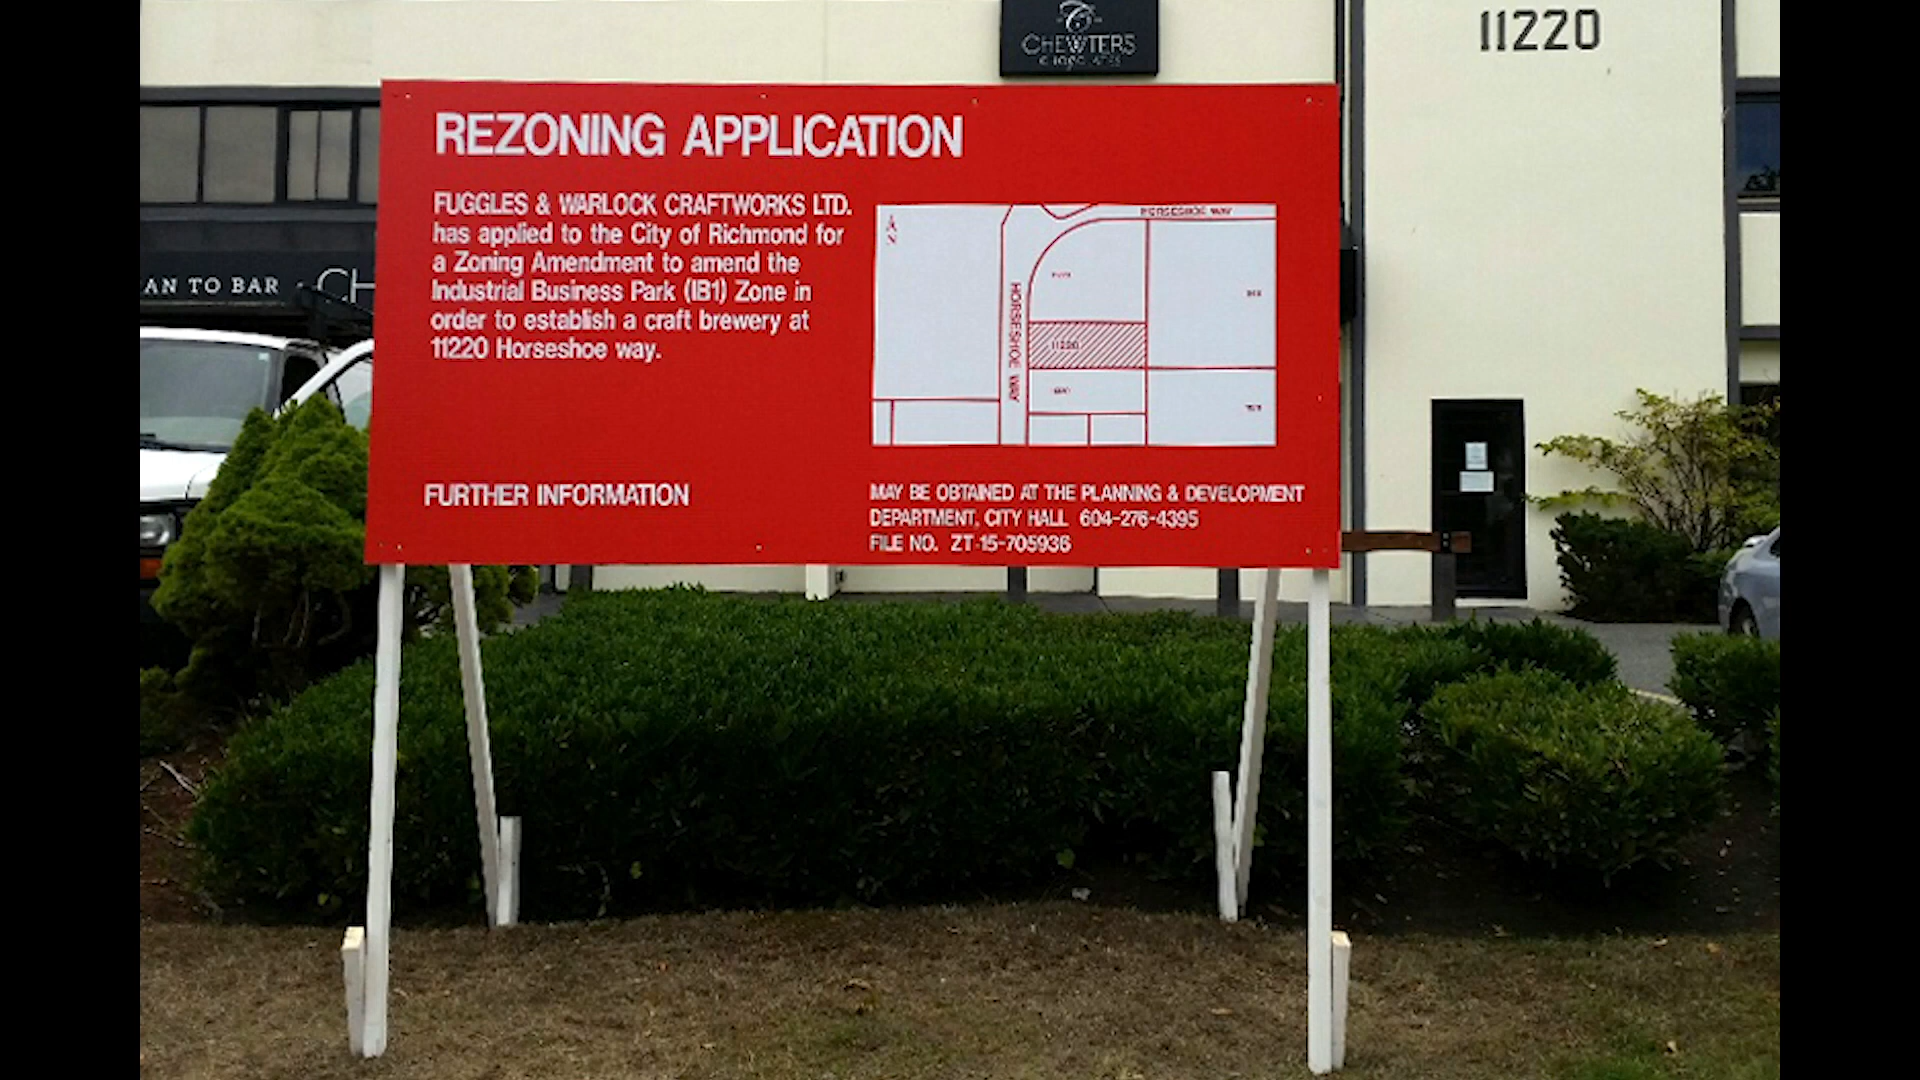 CHEWTERS
CHOCOLATES
11220
REZONING APPLICATION
FUGGLES & WARLOCK CRAFTWORKS LTD.
has applied to the City of Richmond for
a Zoning Amendment to amend the
Industrial Business Park (IB1) Zone in
order to establish a craft brewery at
11220 Horseshoe way.
HORSESHOE WAY
N
HORSESHOE WAY
11220
AN TO BAR
CH
FURTHER INFORMATION
MAY BE OBTAINED AT THE PLANNING & DEVELOPMENT
DEPARTMENT, CITY HALL 604-276-4395
FILE NO. ZT 15-705936